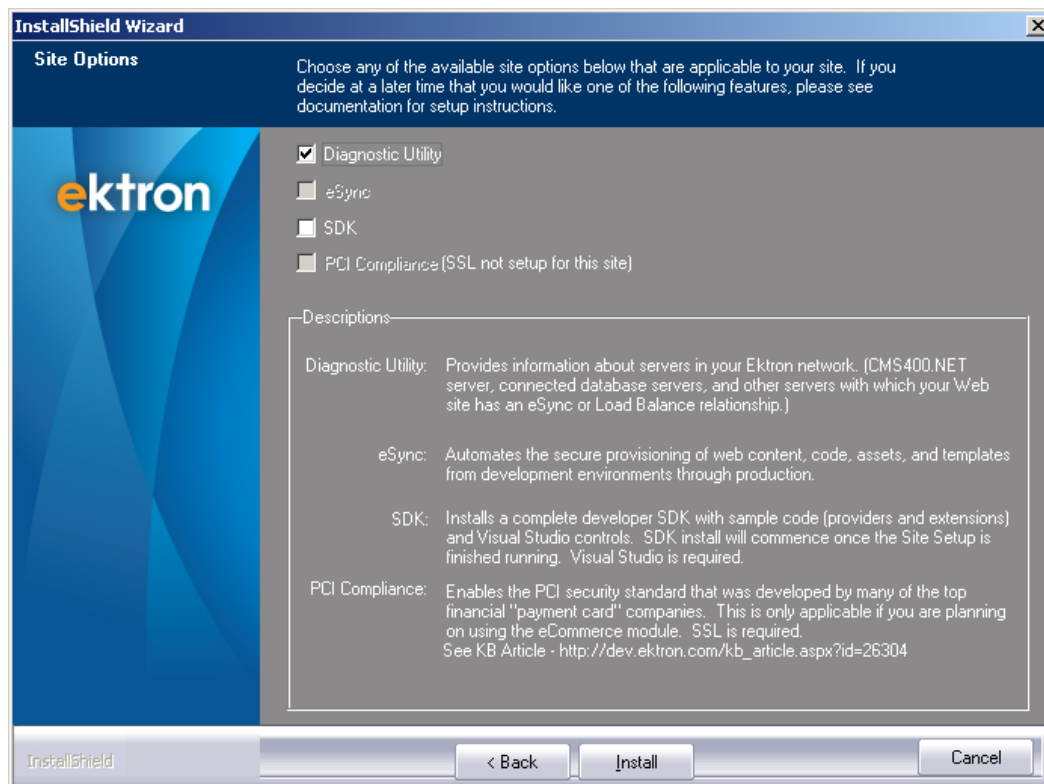 InstallShield Wizard
Site Options
Choose any of the available site options below that are applicable to your site. If you
decide at a later time that you would like one of the following features, please see
documentation for setup instructions.
ektron
Diagnostic Utility
eSync
SDK
PCI Compliance (SSL not setup for this site)
Descriptions
Diagnostic Utility: Provides information about servers in your Ektron network. (CMS400.NET
server, connected database servers, and other servers with which your Web
site has an eSync or Load Balance relationship.)
eSync: Automates the secure provisioning of web content, code, assets, and templates
from development environments through production.
SDK: Installs a complete developer SDK with sample code (providers and extensions)
and Visual Studio controls. SDK install will commence once the Site Setup is
finished running. Visual Studio is required.
PCI Compliance: Enables the PCI security standard that was developed by many of the top
financial "payment card" companies. This is only applicable if you are planning
on using the eCommerce module. SSL is required.
See KB Article - http://dev.ektron.com/kb_article.aspx?id=26304
InstallShield
< Back
Install
Cancel